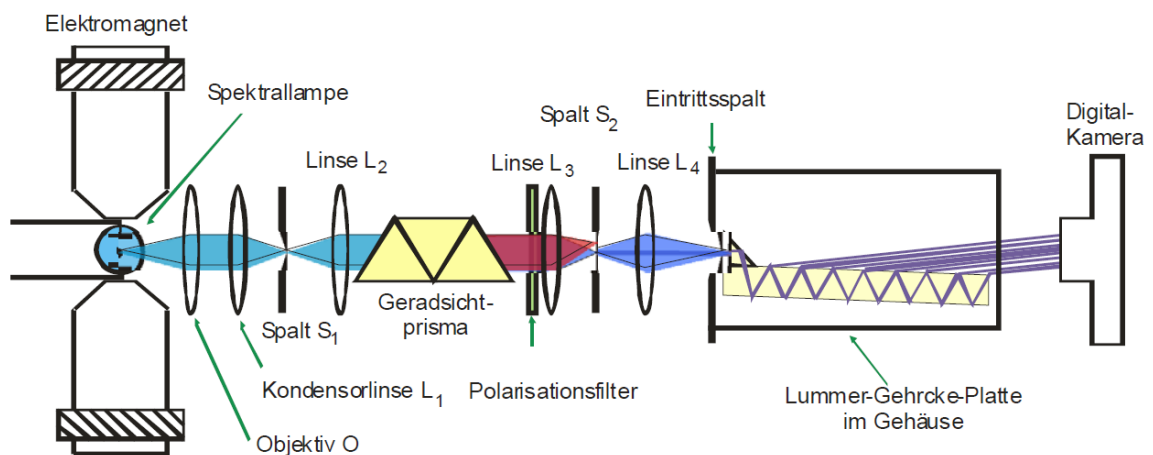 Elektromagnet
Spektrallampe
Linse L2
Spalt S2
Linse L3
Eintrittsspalt
Linse L4
Digital-
Kamera
Geradsicht-
prisma
Spalt S1
Kondensorlinse L1
Objektiv O
Polarisationsfilter
Lummer-Gehrcke-Platte
im Gehäuse